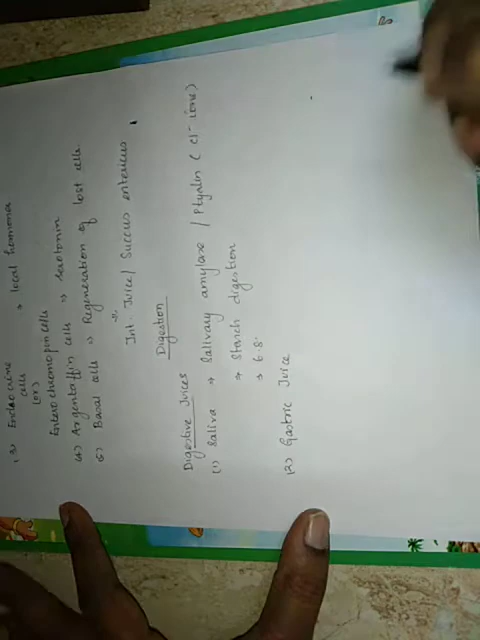 (3) Endocrine cells → local hormone
(or)
Enterochromopin cells
(4) Argentaffin cells → serotonin
(5) Basal cells → Regeneration of lost cells.
Int. Juice / Succus entericus
Digestion
Digestive Juices
(1) Saliva → Salivary amylase / Ptyalin ( cl⁻ ions)
→ Starch digestion
→ 6.8
(2) Gastric Juice